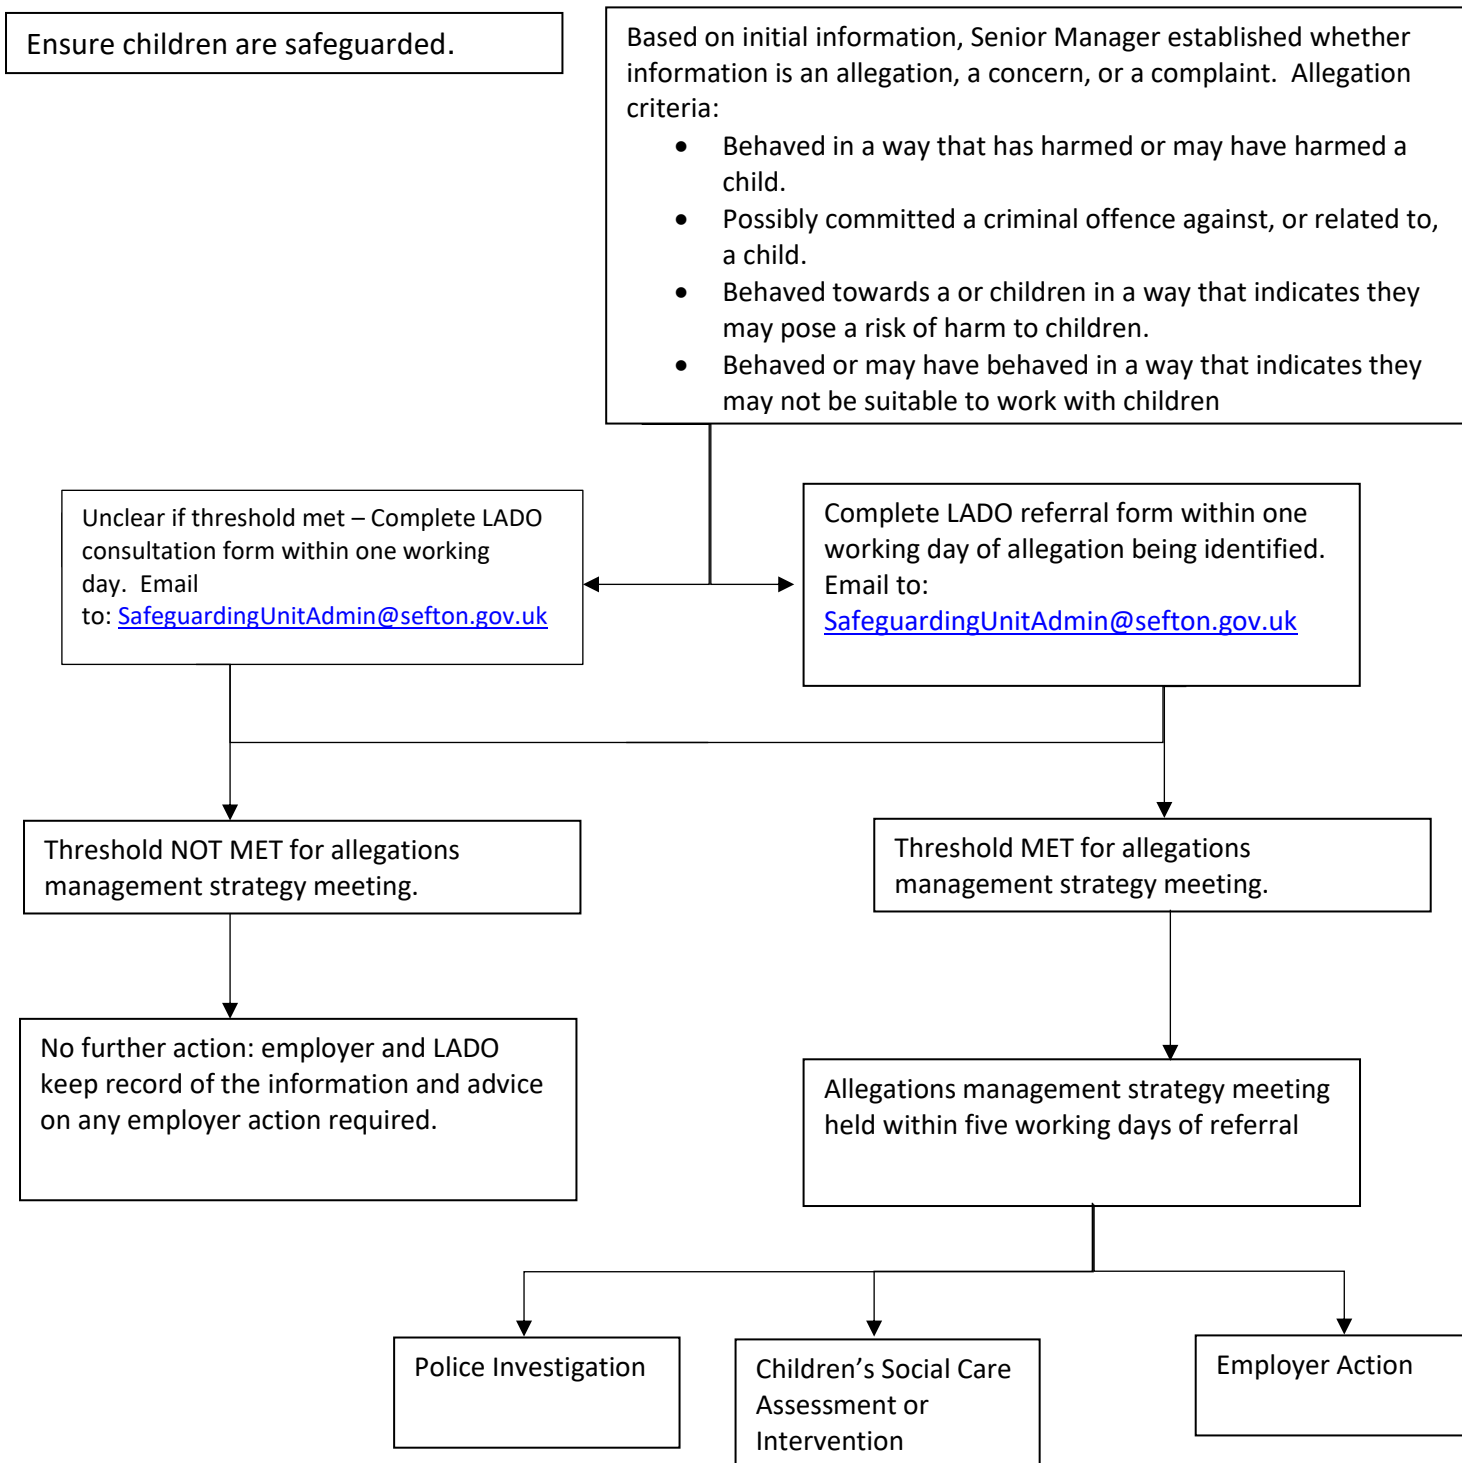 Ensure children are safeguarded.
Based on initial information, Senior Manager established whether
information is an allegation, a concern, or a complaint.  Allegation
criteria:
• Behaved in a way that has harmed or may have harmed a
child.
• Possibly committed a criminal offence against, or related to,
a child.
• Behaved towards a or children in a way that indicates they
may pose a risk of harm to children.
• Behaved or may have behaved in a way that indicates they
may not be suitable to work with children
Unclear if threshold met – Complete LADO
consultation form within one working
day.  Email
to: SafeguardingUnitAdmin@sefton.gov.uk
Complete LADO referral form within one
working day of allegation being identified.
Email to:
SafeguardingUnitAdmin@sefton.gov.uk
Threshold NOT MET for allegations
management strategy meeting.
Threshold MET for allegations
management strategy meeting.
No further action: employer and LADO
keep record of the information and advice
on any employer action required.
Allegations management strategy meeting
held within five working days of referral
Police Investigation
Children’s Social Care
Assessment or
Intervention
Employer Action